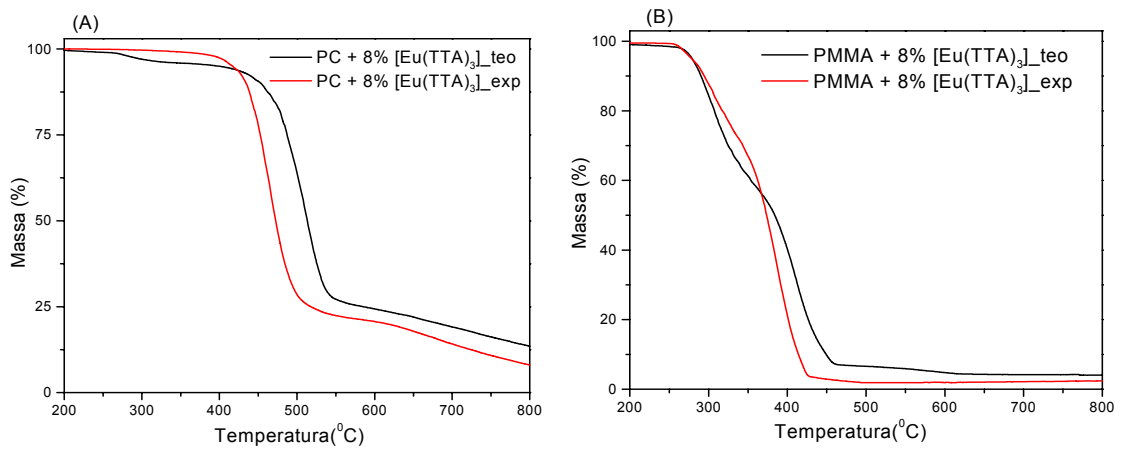 (A)
PC + 8% [Eu(TTA)₃]_teo
PC + 8% [Eu(TTA)₃]_exp
Massa (%)
100
75
50
25
0
200 300 400 500 600 700 800
Temperatura(⁰C)
(B)
PMMA + 8% [Eu(TTA)₃]_teo
PMMA + 8% [Eu(TTA)₃]_exp
Massa (%)
100
80
60
40
20
0
200 300 400 500 600 700 800
Temperatura(⁰C)